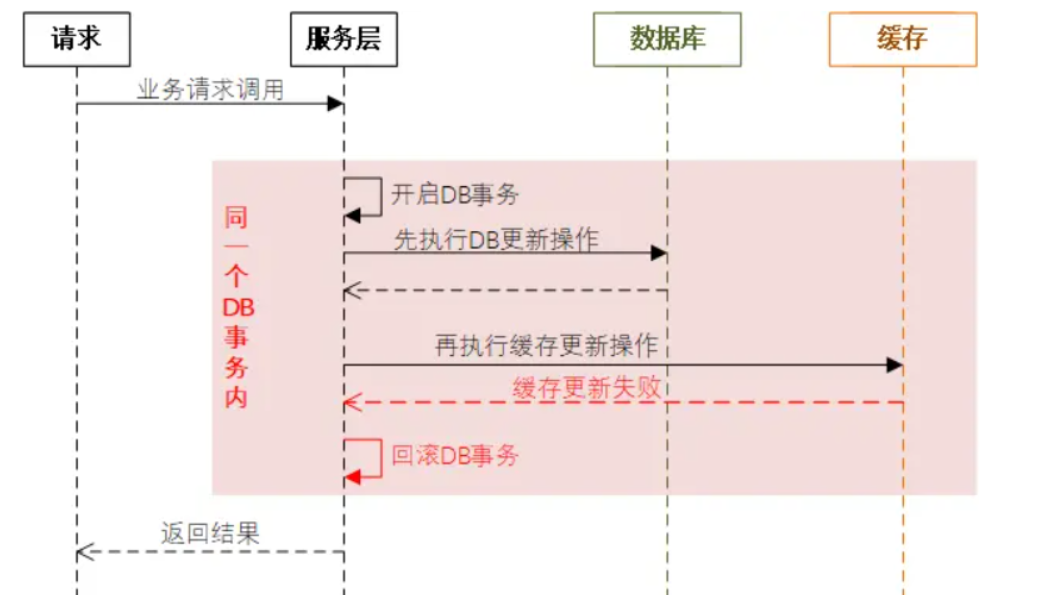 请求
服务层
数据库
缓存
业务请求调用
同一个DB事务内
开启DB事务
先执行DB更新操作
再执行缓存更新操作
缓存更新失败
回滚DB事务
返回结果